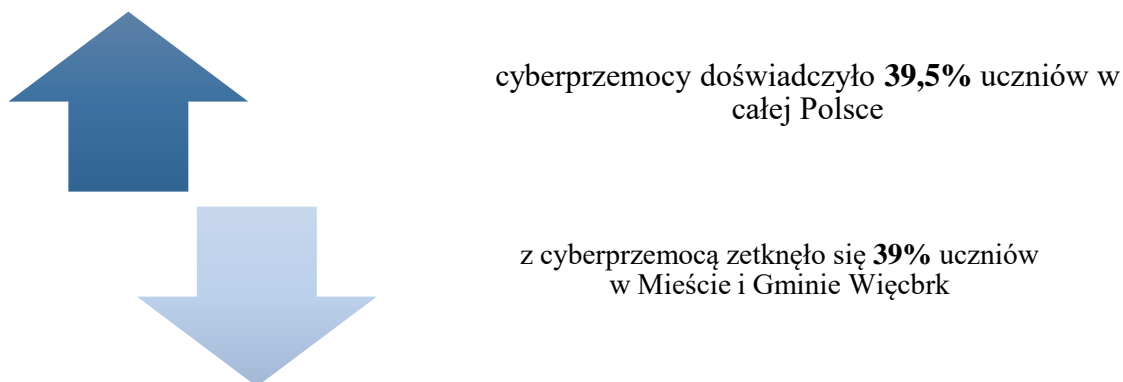 cyberprzemocy doświadczyło 39,5% uczniów w
całej Polsce
z cyberprzemocą zetknęło się 39% uczniów
w Mieście i Gminie Więcbrk